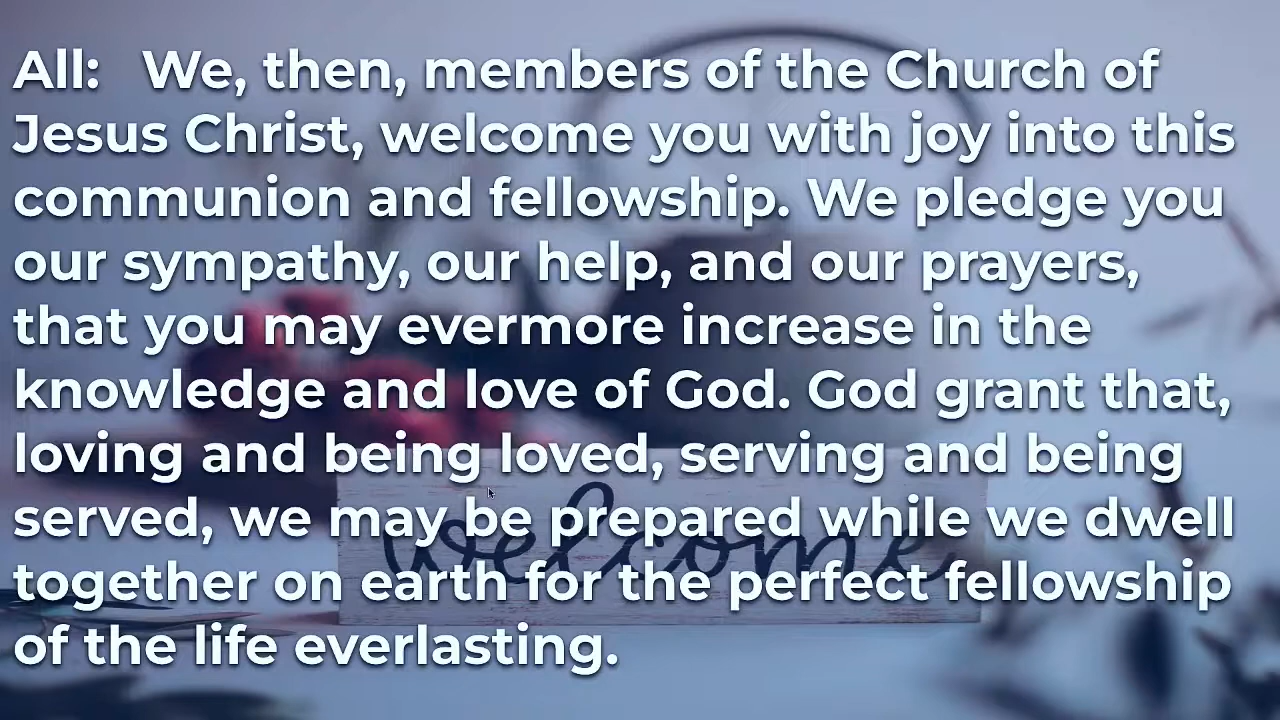 All: We, then, members of the Church of
Jesus Christ, welcome you with joy into this
communion and fellowship. We pledge you
our sympathy, our help, and our prayers,
that you may evermore increase in the
knowledge and love of God. God grant that,
loving and being loved, serving and being
served, we may be prepared while we dwell
together on earth for the perfect fellowship
of the life everlasting.
welcome